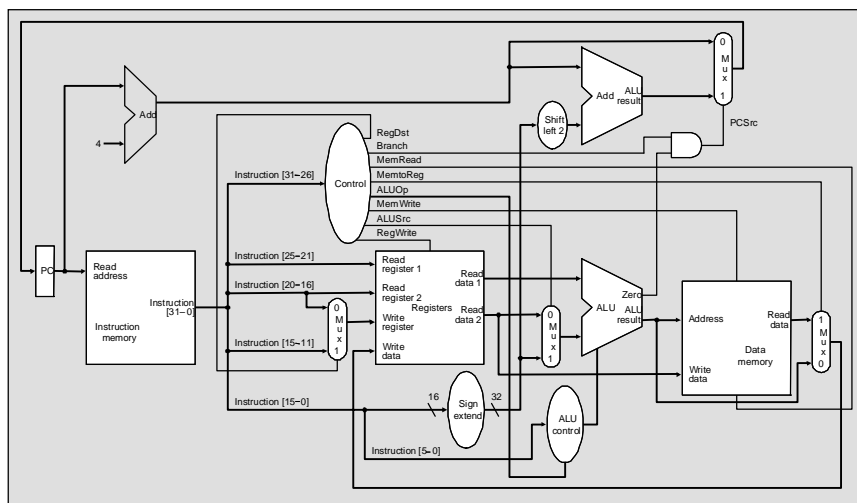 0
M
u
x
1
Add
4
Add
ALU
result
Shift
left 2
PCSrc
RegDst
Branch
MemRead
MemtoReg
ALUOp
MemWrite
ALUSrc
RegWrite
Control
Instruction [31–26]
Instruction [25–21]
Instruction [20–16]
Instruction [15–11]
Instruction [15–0]
Instruction [5–0]
PC
Read
address
Instruction
[31–0]
Instruction
memory
0
M
u
x
1
Read
register 1
Read
register 2
Write
register
Write
data
Registers
Read
data 1
Read
data 2
0
M
u
x
1
Zero
ALU
ALU
result
Address
Write
data
Read
data
Data
memory
1
M
u
x
0
16
Sign
extend
32
ALU
control